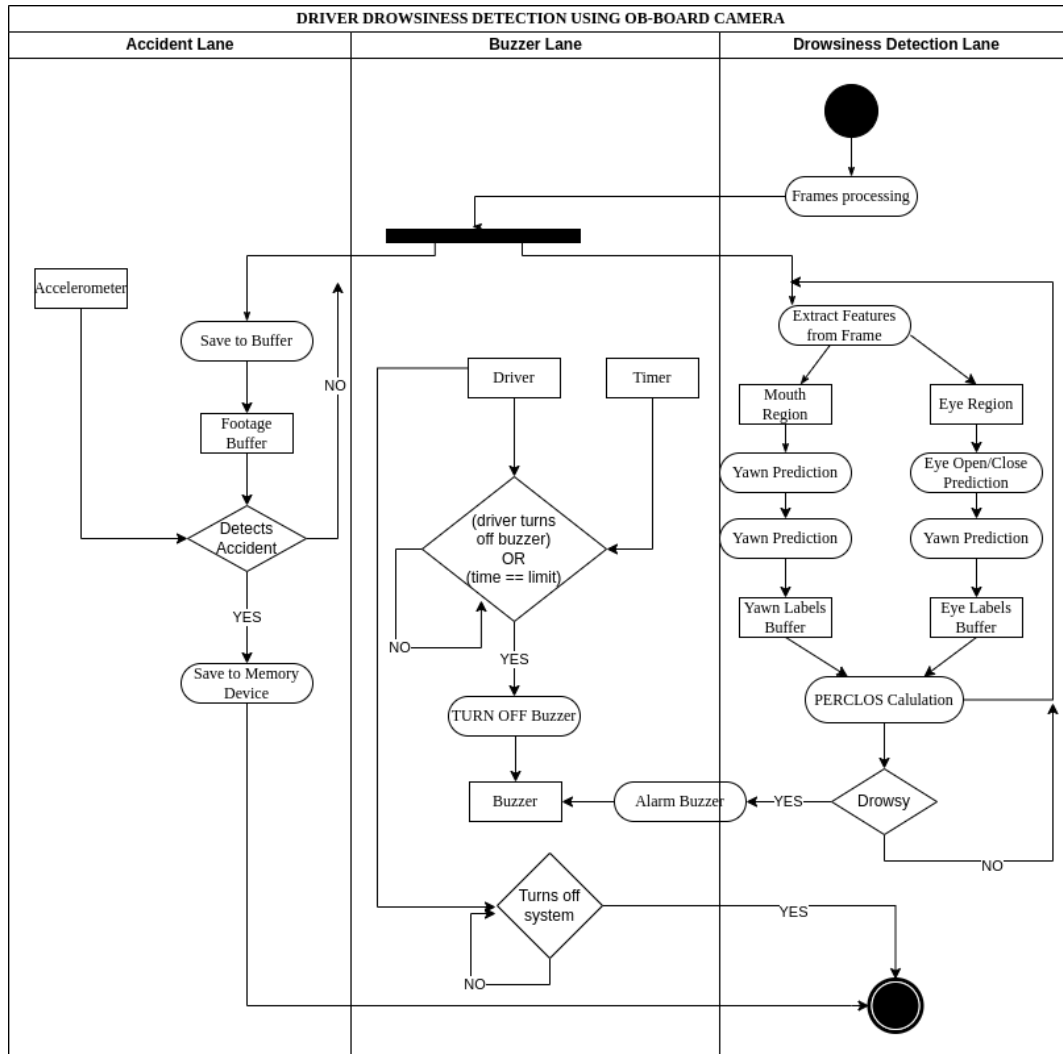 DRIVER DROWSINESS DETECTION USING OB-BOARD CAMERA
Accident Lane
Buzzer Lane
Drowsiness Detection Lane
Frames processing
Accelerometer
Save to Buffer
NO
Footage
Buffer
Detects
Accident
YES
Save to Memory
Device
Driver
Timer
(driver turns
off buzzer)
OR
(time == limit)
NO
YES
TURN OFF Buzzer
Buzzer
Alarm Buzzer
Turns off
system
NO
YES
Extract Features
from Frame
Mouth
Region
Eye Region
Yawn Prediction
Eye Open/Close
Prediction
Yawn Prediction
Yawn Prediction
Yawn Labels
Buffer
Eye Labels
Buffer
PERCLOS Calulation
YES
Drowsy
NO